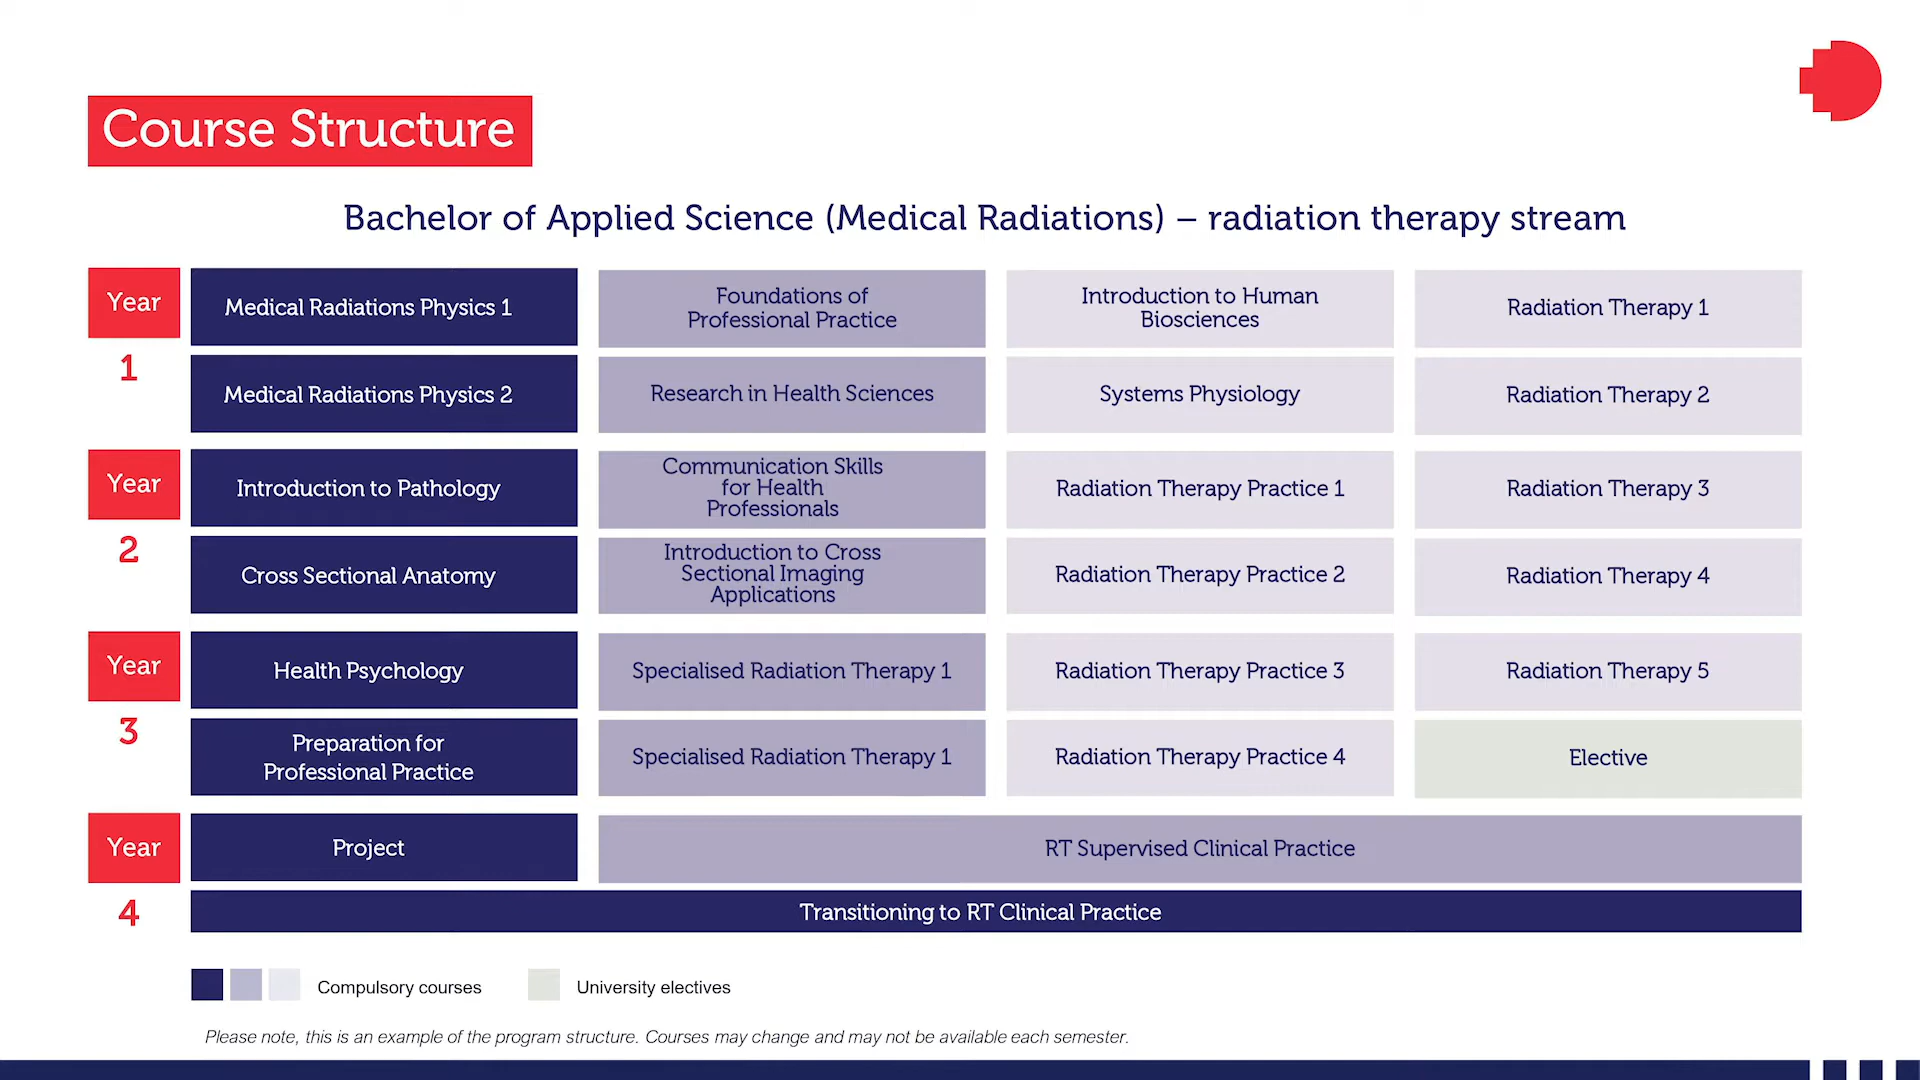 Course Structure
Bachelor of Applied Science (Medical Radiations) – radiation therapy stream
Year
1
Medical Radiations Physics 1
Foundations of
Professional Practice
Introduction to Human
Biosciences
Radiation Therapy 1
Medical Radiations Physics 2
Research in Health Sciences
Systems Physiology
Radiation Therapy 2
Year
2
Introduction to Pathology
Communication Skills
for Health
Professionals
Radiation Therapy Practice 1
Radiation Therapy 3
Cross Sectional Anatomy
Introduction to Cross
Sectional Imaging
Applications
Radiation Therapy Practice 2
Radiation Therapy 4
Year
3
Health Psychology
Specialised Radiation Therapy 1
Radiation Therapy Practice 3
Radiation Therapy 5
Preparation for
Professional Practice
Specialised Radiation Therapy 1
Radiation Therapy Practice 4
Elective
Year
4
Project
RT Supervised Clinical Practice
Transitioning to RT Clinical Practice
Compulsory courses
University electives
Please note, this is an example of the program structure. Courses may change and may not be available each semester.